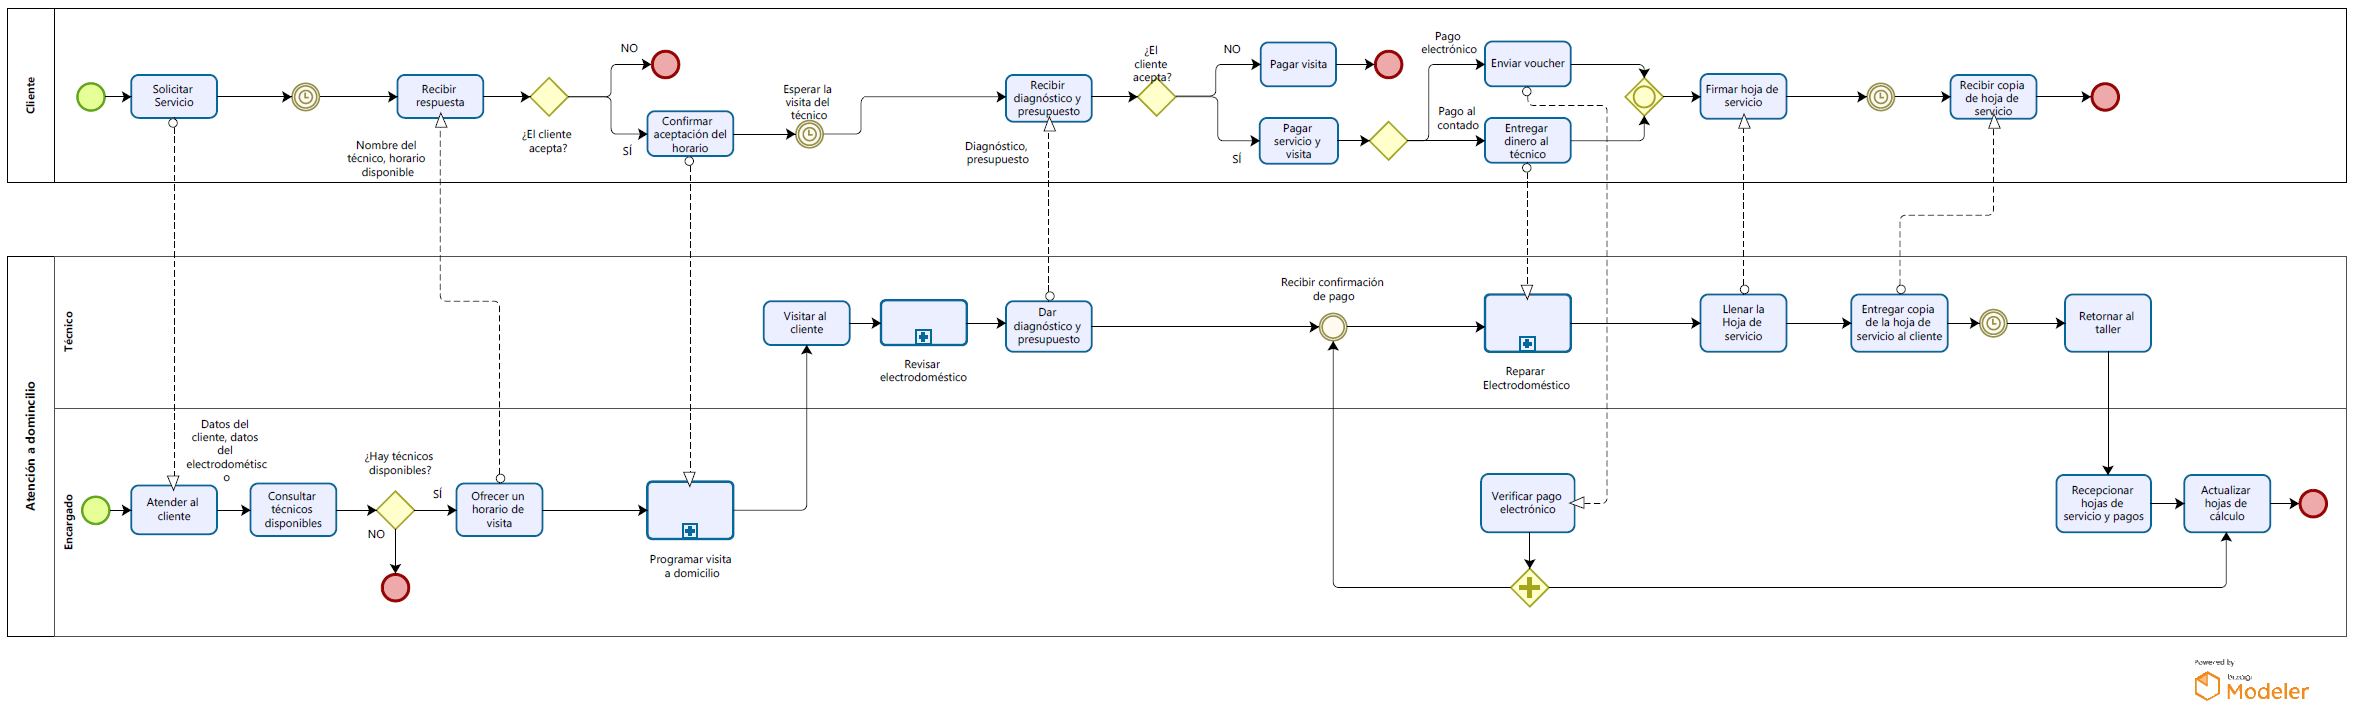 Cliente
Solicitar
Servicio
Recibir
respuesta
Nombre del
técnico, horario
disponible
¿El cliente
acepta?
NO
SÍ
Confirmar
aceptación del
horario
Esperar la
visita del
técnico
Recibir
diagnóstico y
presupuesto
Diagnóstico,
presupuesto
¿El
cliente
acepta?
NO
SÍ
Pagar visita
Pagar
servicio y
visita
Pago
electrónico
Pago al
contado
Enviar voucher
Entregar
dinero al
técnico
Firmar hoja de
servicio
Recibir copia
de hoja de
servicio
Atención a domincilio
Técnico
Visitar al
cliente
Revisar
electrodoméstico
Dar
diagnóstico y
presupuesto
Recibir confirmación
de pago
Reparar
Electrodoméstico
Llenar la
Hoja de
servicio
Entregar copia
de la hoja de
servicio al cliente
Retornar al
taller
Encargado
Datos del
cliente, datos
del
electrodométisc
o
Atender al
cliente
Consultar
técnicos
disponibles
¿Hay técnicos
disponibles?
SÍ
NO
Ofrecer un
horario de
visita
Programar visita
a domicilio
Verificar pago
electrónico
Recepcionar
hojas de
servicio y pagos
Actualizar
hojas de
cálculo
Powered by
bizagi
Modeler